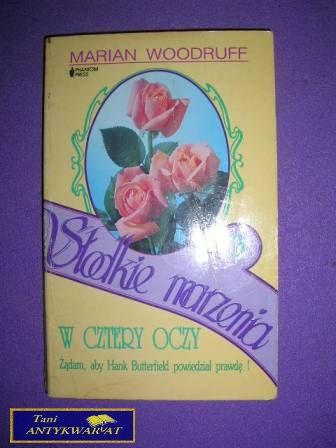 MARIAN WOODRUFF
PHANTOM
PRESS
Słodkie marzenia
W CZTERY OCZY
Żądam, aby Hank Butterfield powiedział prawdę !
Tani
ANTYKWARIAT